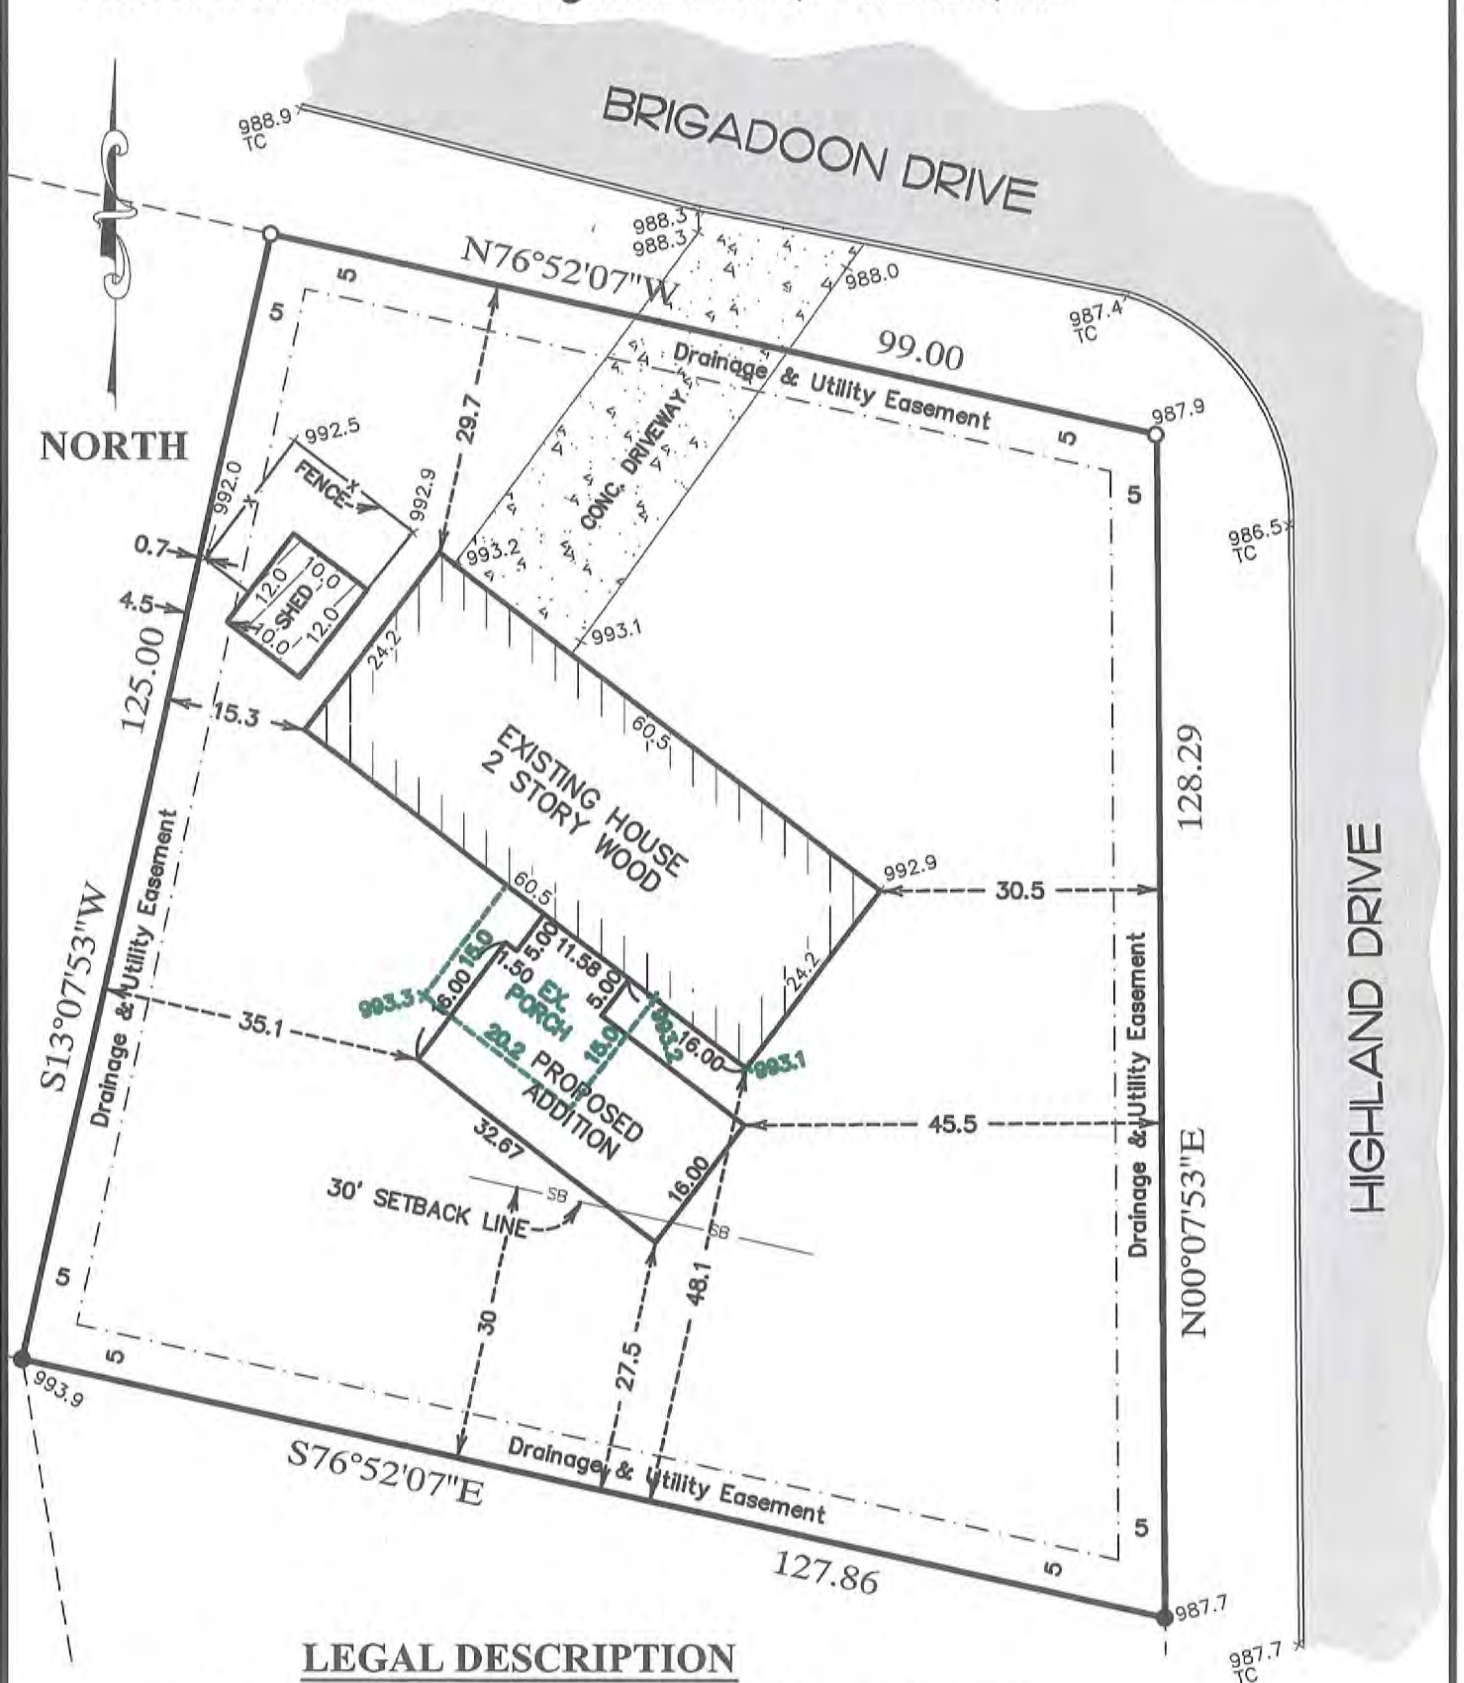 BRIGADOON DRIVE
988.9
TC
988.3
988.3
988.0
987.4
TC
N76°52'07"W
99.00
5
5
Drainage & Utility Easement
5
987.9
5
986.5
TC
NORTH
29.7
CONC. DRIVEWAY
992.5
992.0
FENCE
x
x
992.9
0.7
4.5
12.0
10.0
SHED
10.0
12.0
993.2
993.1
125.00
24.2
15.3
60.5
EXISTING HOUSE
2 STORY WOOD
128.29
HIGHLAND DRIVE
992.9
30.5
60.5
24.2
S13°07'53"W
Drainage & Utility Easement
15.0
5.00
11.58
1.50
5.00
16.00
EX.
PORCH
993.3
20.2
15.0
993.2
16.00
993.1
35.1
PROPOSED
ADDITION
45.5
32.67
16.00
Drainage & Utility Easement
N00°07'53"E
30' SETBACK LINE
SB
SB
30
27.5
48.1
5
5
993.9
S76°52'07"E
Drainage & Utility Easement
127.86
5
5
987.7
987.7
TC
LEGAL DESCRIPTION